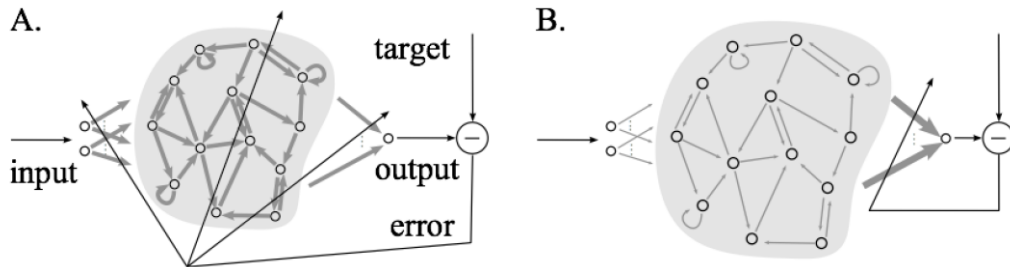 A.
target
input
output
error
B.